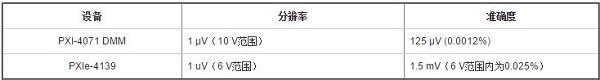 设备 分辨率 准确度
PXI-4071 DMM 1 μV（10 V范围） 125 μV (0.0012%)
PXIe-4139 1 uV（6 V范围） 1.5 mV（6 V范围内为0.025%）